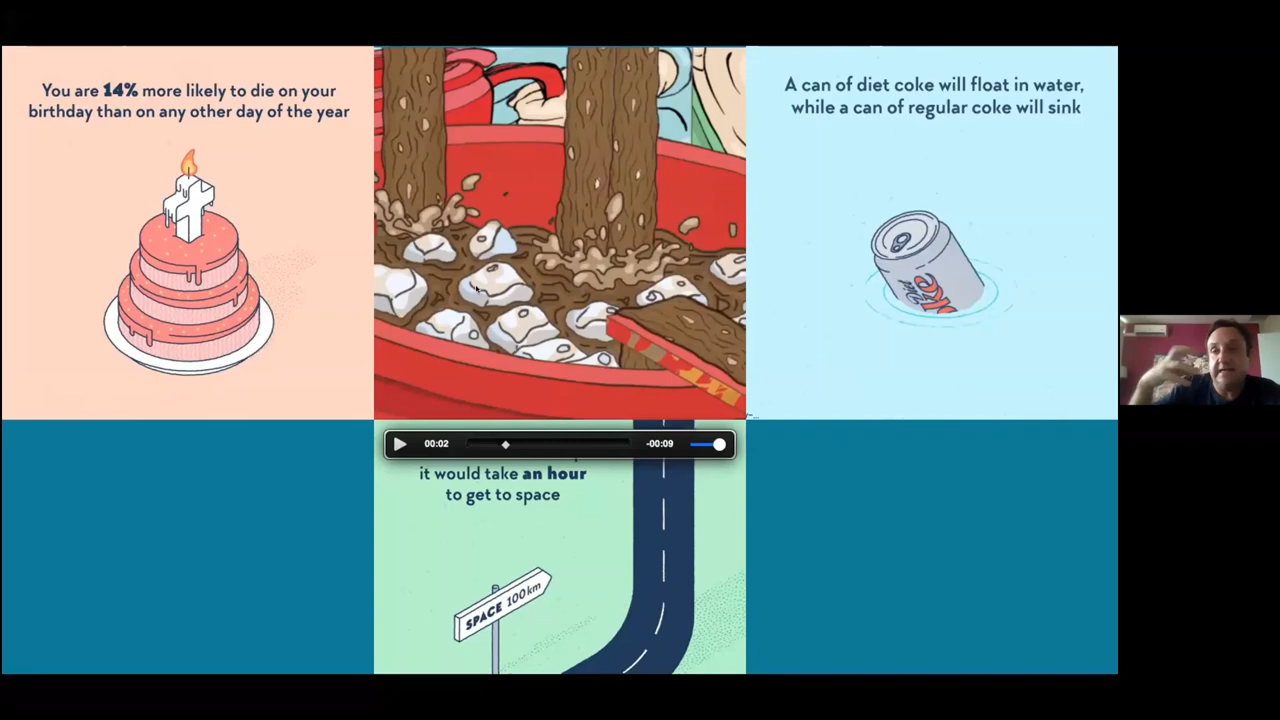 You are 14% more likely to die on your
birthday than on any other day of the year
A can of diet coke will float in water,
while a can of regular coke will sink
Diet
Coke
00:02
-00:09
it would take an hour
to get to space
SPACE 100km